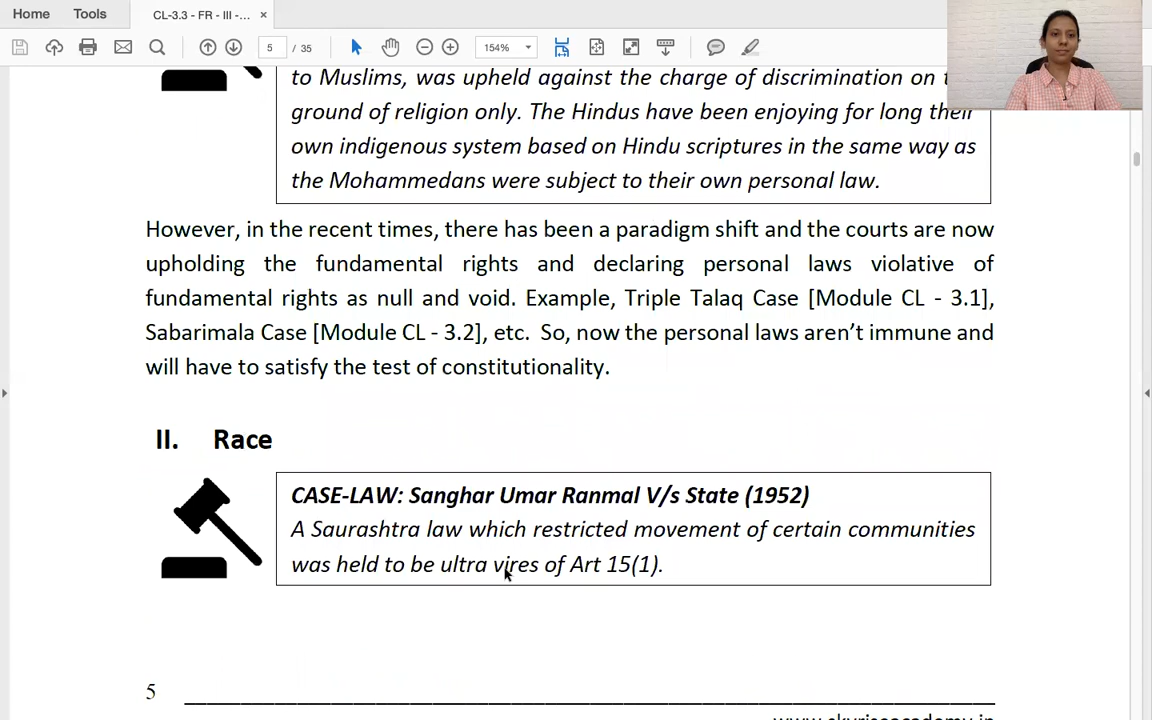 Home
Tools
CL-3.3 - FR - III -...
5 / 35
154%
to Muslims, was upheld against the charge of discrimination on
ground of religion only. The Hindus have been enjoying for long their
own indigenous system based on Hindu scriptures in the same way as
the Mohammedans were subject to their own personal law.
However, in the recent times, there has been a paradigm shift and the courts are now
upholding the fundamental rights and declaring personal laws violative of
fundamental rights as null and void. Example, Triple Talaq Case [Module CL - 3.1],
Sabarimala Case [Module CL - 3.2], etc. So, now the personal laws aren’t immune and
will have to satisfy the test of constitutionality.
II. Race
CASE-LAW: Sanghar Umar Ranmal V/s State (1952)
A Saurashtra law which restricted movement of certain communities
was held to be ultra vires of Art 15(1).
5
www.skyriseacademy.in